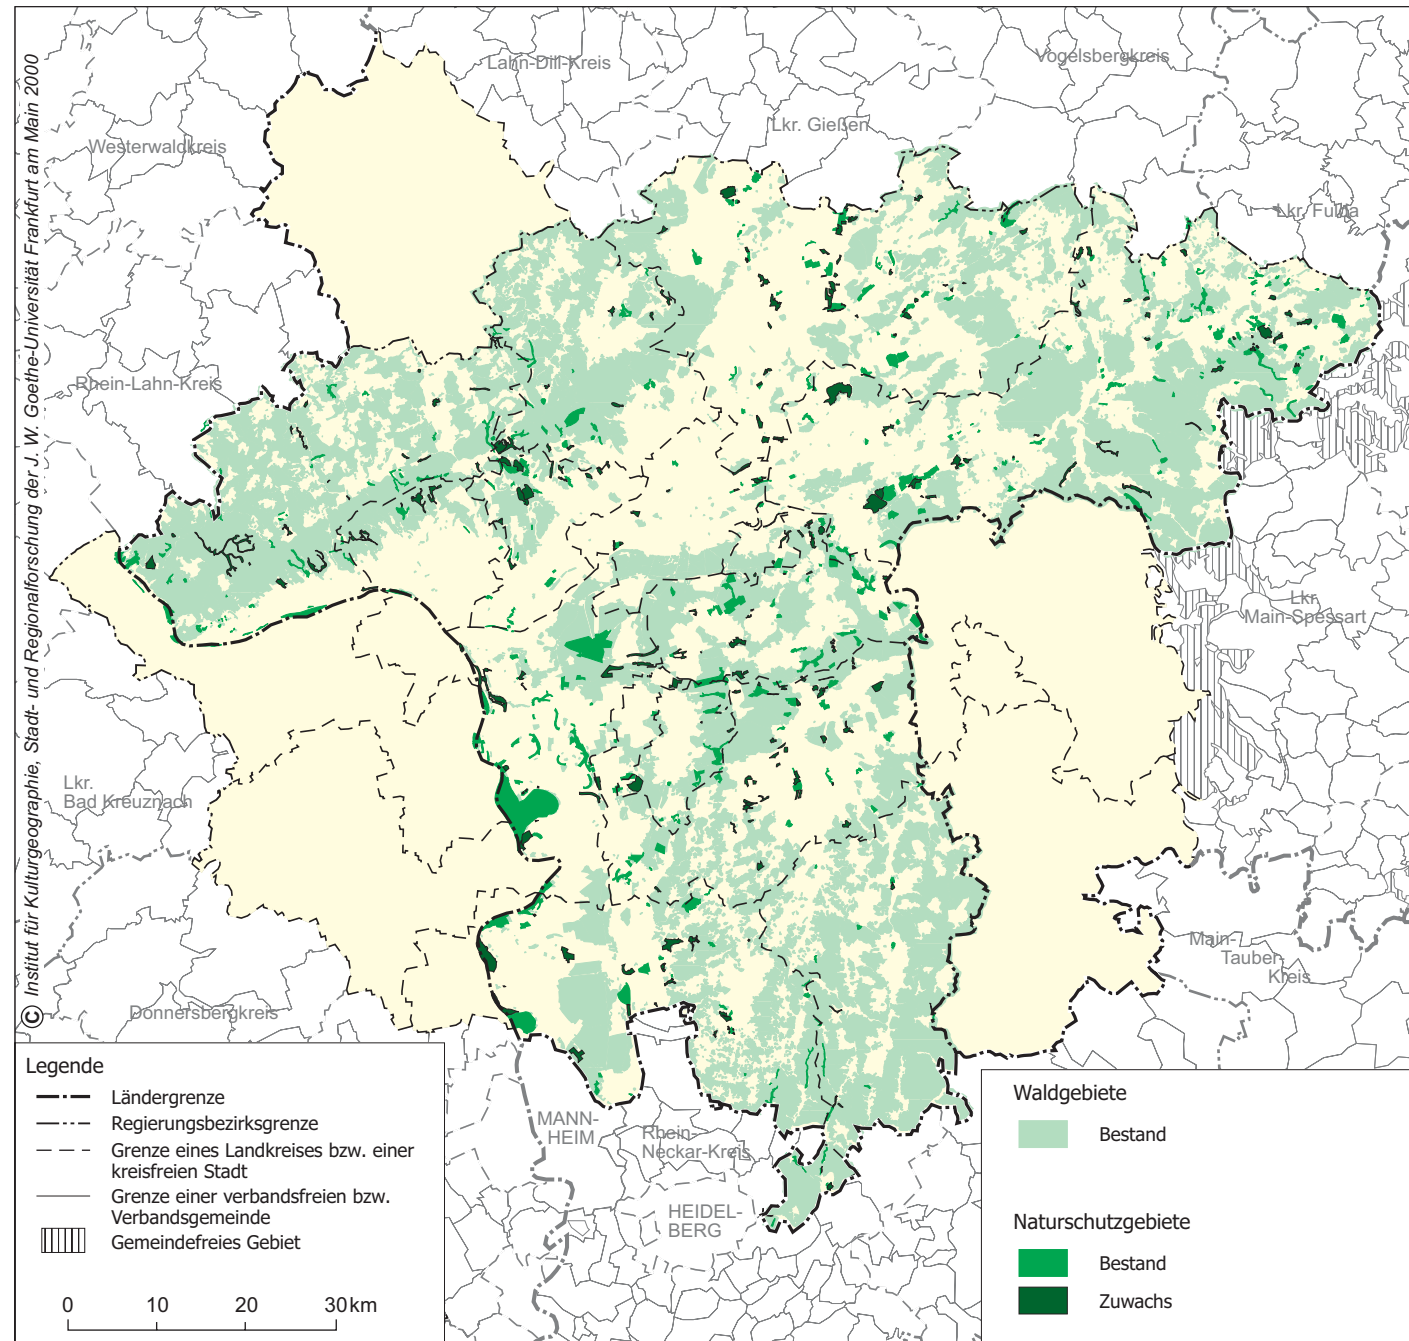 © Institut für Kulturgeographie, Stadt- und Regionalforschung der J. W. Goethe-Universität Frankfurt am Main 2000
Lahn-Dill-Kreis
Vogelsbergkreis
Lkr. Gießen
Westerwaldkreis
Lkr. Fulda
Rhein-Lahn-Kreis
Lkr.
Main-Spessart
Lkr.
Bad Kreuznach
Main-
Tauber-
Kreis
Donnersbergkreis
MANN-
HEIM
Rhein-
Neckar-Kreis
HEIDEL-
BERG
Legende
Ländergrenze
Regierungsbezirksgrenze
Grenze eines Landkreises bzw. einer
kreisfreien Stadt
Grenze einer verbandsfreien bzw.
Verbandsgemeinde
Gemeindefreies Gebiet
0 10 20 30 km
Waldgebiete
Bestand
Naturschutzgebiete
Bestand
Zuwachs